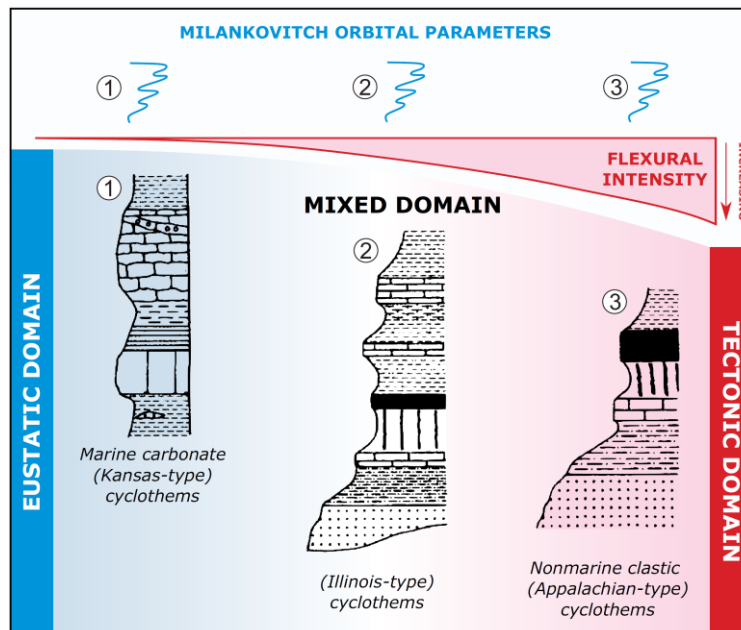 MILANKOVITCH ORBITAL PARAMETERS
1
2
3
FLEXURAL
INTENSITY
1
MIXED DOMAIN
2
3
EUSTATIC DOMAIN
TECTONIC DOMAIN
Marine carbonate
(Kansas-type)
cyclothems
(Illinois-type)
cyclothems
Nonmarine clastic
(Appalachian-type)
cyclothems